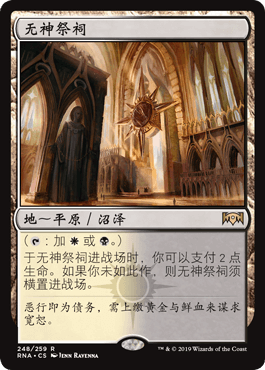 无神祭祠
地～平原／沼泽
（：加或。）
于无神祭祠进战场时，你可以支付２点
生命。如果你未如此作，则无神祭祠须
横置进战场。
恶行即为债务，需上缴黄金与鲜血来谋求
宽恕。
248/259 R
RNA • CS JENN RAVENNA
™ & © 2019 Wizards of the Coast